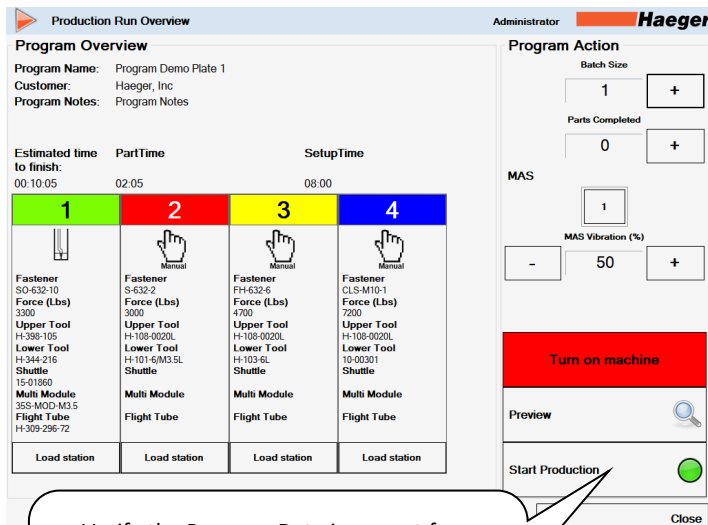 Production Run Overview
Administrator
Haeger
Program Overview
Program Name: Program Demo Plate 1
Customer: Haeger, Inc
Program Notes: Program Notes
Estimated time to finish:
PartTime
SetupTime
00:10:05
02:05
08:00
1
2
3
4
Manual
Manual
Manual
Fastener
SO-632-10
Force (Lbs)
3300
Upper Tool
H-398-105
Lower Tool
H-344-216
Shuttle
15-01860
Multi Module
35S-MOD-M3.5
Flight Tube
H-309-296-72
Load station
Fastener
S-632-2
Force (Lbs)
3000
Upper Tool
H-108-0020L
Lower Tool
H-101-6/M3.5L
Shuttle
Multi Module
Flight Tube
Load station
Fastener
FH-632-6
Force (Lbs)
4700
Upper Tool
H-108-0020L
Lower Tool
H-103-6L
Shuttle
Multi Module
Flight Tube
Load station
Fastener
CLS-M10-1
Force (Lbs)
7200
Upper Tool
H-108-0020L
Lower Tool
10-00301
Shuttle
Multi Module
Flight Tube
Load station
Program Action
Batch Size
1
+
Parts Completed
0
+
MAS
1
MAS Vibration (%)
-
50
+
Turn on machine
Preview
Start Production
Close